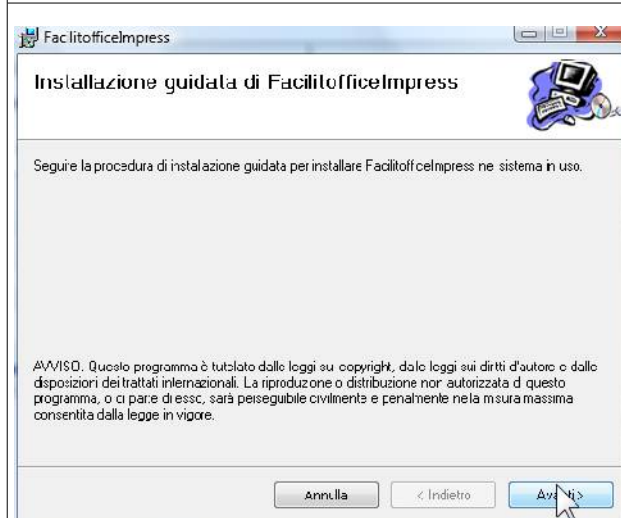 FacilitofficeImpress
Installazione guidata di FacilitofficeImpress
Seguire la procedura di installazione guidata per installare FacilitofficeImpress nel sistema in uso.
AVVISO. Questo programma è tutelato dalle leggi sul copyright, dalle leggi sui diritti d'autore e dalle
disposizioni dei trattati internazionali. La riproduzione o distribuzione non autorizzata di questo
programma, o di parte di esso, sarà perseguibile civilmente e penalmente nella misura massima
consentita dalla legge in vigore.
Annulla
< Indietro
Avanti >